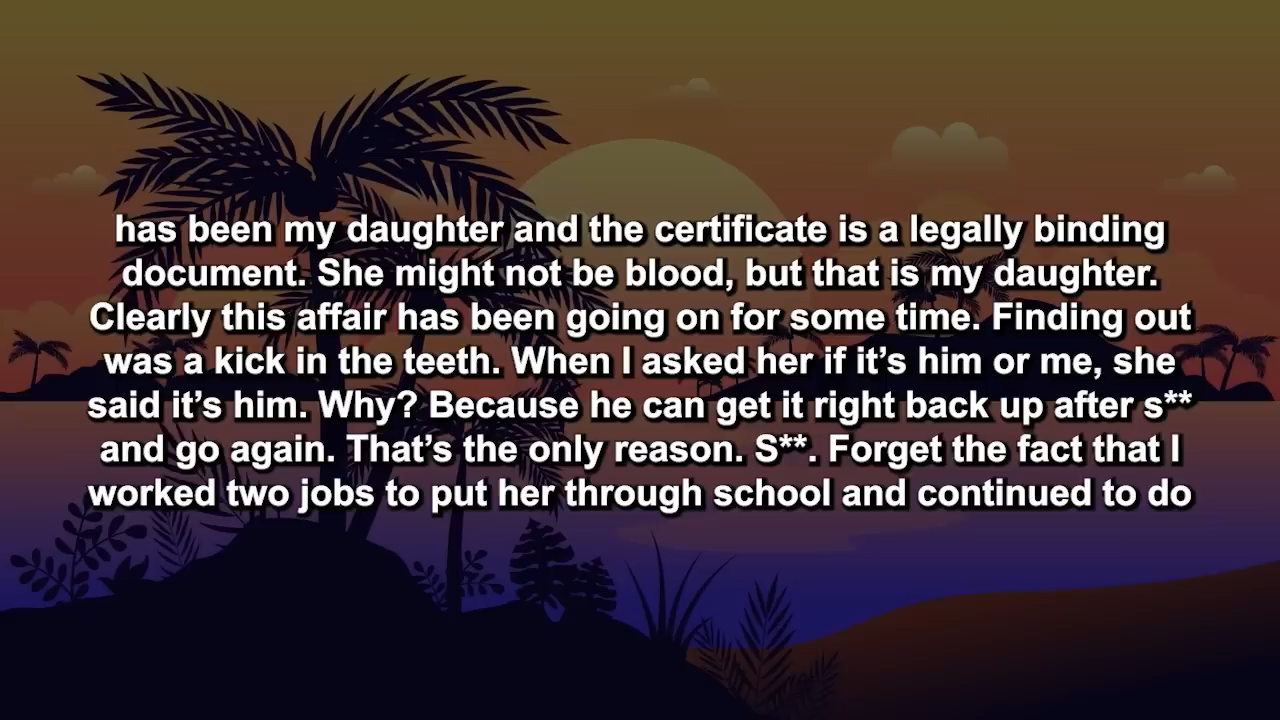 has been my daughter and the certificate is a legally binding
document. She might not be blood, but that is my daughter.
Clearly this affair has been going on for some time. Finding out
was a kick in the teeth. When I asked her if it’s him or me, she
said it’s him. Why? Because he can get it right back up after s**
and go again. That’s the only reason. S**. Forget the fact that I
worked two jobs to put her through school and continued to do